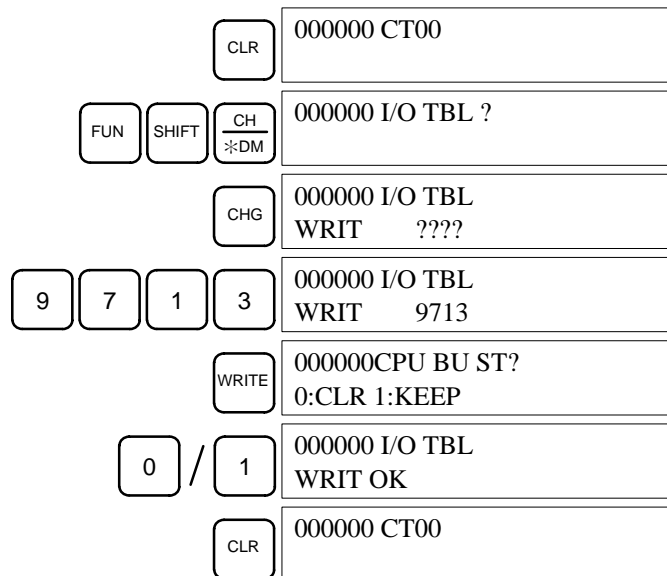 CLR
000000 CT00
FUN SHIFT CH
✽DM
000000 I/O TBL ?
CHG
000000 I/O TBL
WRIT ????
9 7 1 3
000000 I/O TBL
WRIT 9713
WRITE
000000CPU BU ST?
0:CLR 1:KEEP
0 / 1
000000 I/O TBL
WRIT OK
CLR
000000 CT00